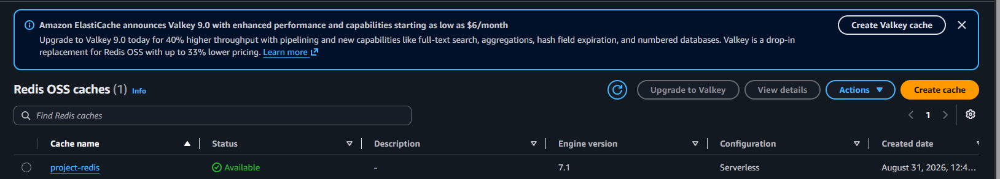 Amazon ElastiCache announces Valkey 9.0 with enhanced performance and capabilities starting as low as $6/month
Create Valkey cache
Upgrade to Valkey 9.0 today for 40% higher throughput with pipelining and new capabilities like full-text search, aggregations, hash field expiration, and numbered databases. Valkey is a drop-in
replacement for Redis OSS with up to 33% lower pricing. Learn more
Redis OSS caches (1) Info
Upgrade to Valkey View details Actions Create cache
Find Redis caches
1
Cache name Status Description Engine version Configuration Created date
project-redis Available - 7.1 Serverless August 31, 2026, 12:4...